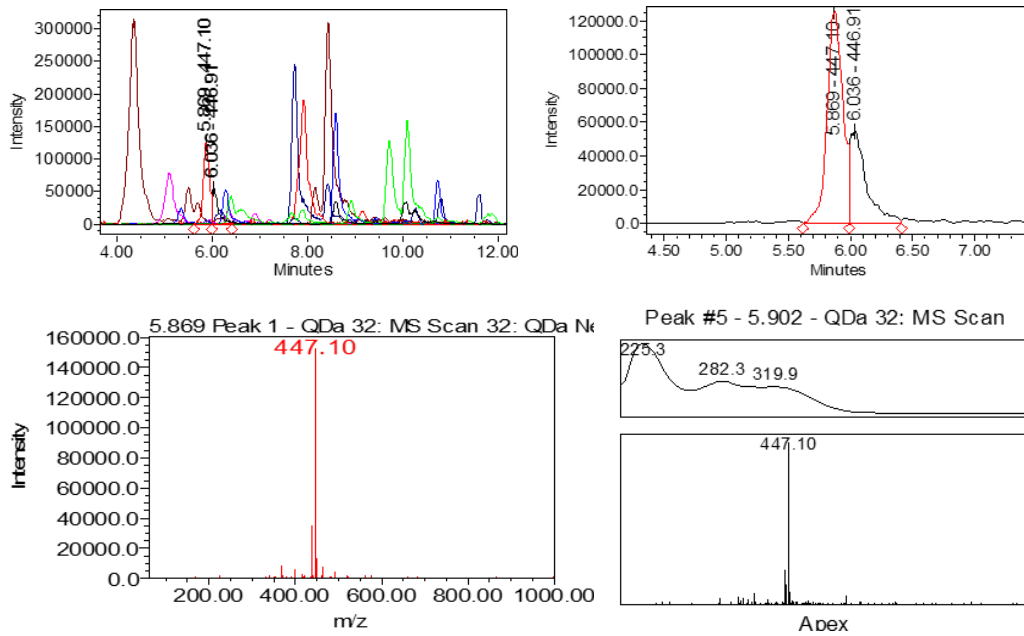 300000
250000
200000
150000
100000
50000
0
Intensity
5.869 - 447.10
6.036 - 446.91
4.00 6.00 8.00 10.00 12.00
Minutes
120000.0
100000.0
80000.0
60000.0
40000.0
20000.0
0.0
Intensity
5.869 - 447.10
6.036 - 446.91
4.50 5.00 5.50 6.00 6.50 7.00
Minutes
5.869 Peak 1 - QDa 32: MS Scan 32: QDa Ne
160000.0
140000.0
120000.0
100000.0
80000.0
60000.0
40000.0
20000.0
0.0
Intensity
447.10
200.00 400.00 600.00 800.00 1000.00
m/z
Peak #5 - 5.902 - QDa 32: MS Scan
225.3
282.3 319.9
447.10
Apex